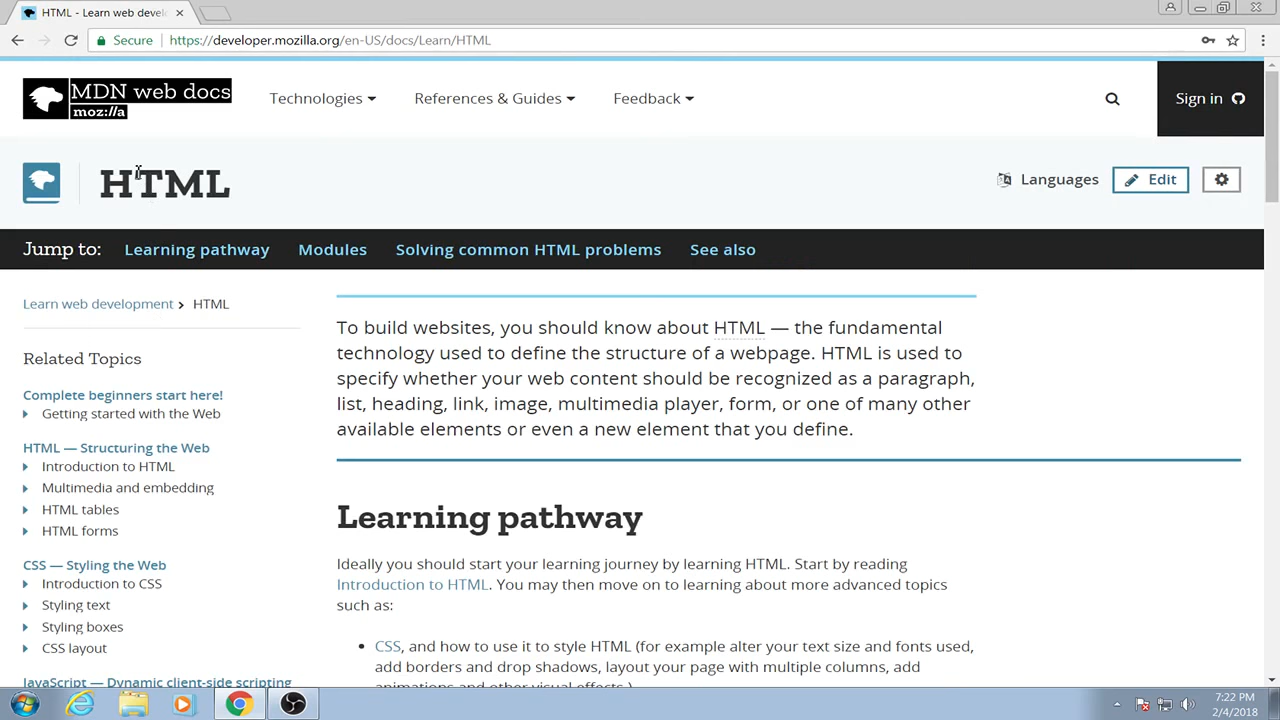 HTML - Learn web devel
Secure
https://developer.mozilla.org/en-US/docs/Learn/HTML
MDN web docs
moz://a
Technologies
References & Guides
Feedback
Sign in
HTML
Languages
Edit
Jump to:
Learning pathway
Modules
Solving common HTML problems
See also
Learn web development
HTML
Related Topics
Complete beginners start here!
Getting started with the Web
HTML — Structuring the Web
Introduction to HTML
Multimedia and embedding
HTML tables
HTML forms
CSS — Styling the Web
Introduction to CSS
Styling text
Styling boxes
CSS layout
JavaScript — Dynamic client-side scripting
To build websites, you should know about HTML — the fundamental
technology used to define the structure of a webpage. HTML is used to
specify whether your web content should be recognized as a paragraph,
list, heading, link, image, multimedia player, form, or one of many other
available elements or even a new element that you define.
Learning pathway
Ideally you should start your learning journey by learning HTML. Start by reading
Introduction to HTML. You may then move on to learning about more advanced topics
such as:
CSS, and how to use it to style HTML (for example alter your text size and fonts used,
add borders and drop shadows, layout your page with multiple columns, add
animations and other visual effects.)
7:22 PM
2/4/2018